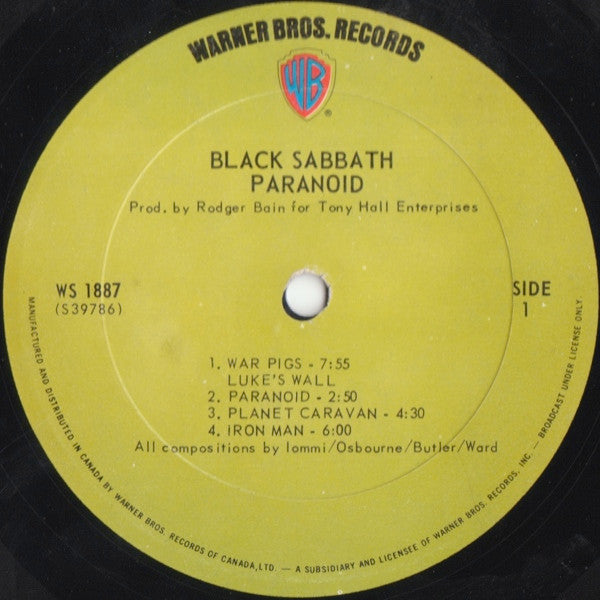 WARNER BROS. RECORDS
WB
®
BLACK SABBATH
PARANOID
Prod. by Rodger Bain for Tony Hall Enterprises
WS 1887
(S39786)
SIDE
1
1. WAR PIGS - 7:55
LUKE'S WALL
2. PARANOID - 2:50
3. PLANET CARAVAN - 4:30
4. IRON MAN - 6:00
All compositions by Iommi/Osbourne/Butler/Ward
MANUFACTURED AND DISTRIBUTED IN CANADA BY WARNER BROS. RECORDS OF CANADA, LTD. — A SUBSIDIARY AND LICENSEE OF WARNER BROS. RECORDS, INC. — BROADCAST UNDER LICENSE ONLY.